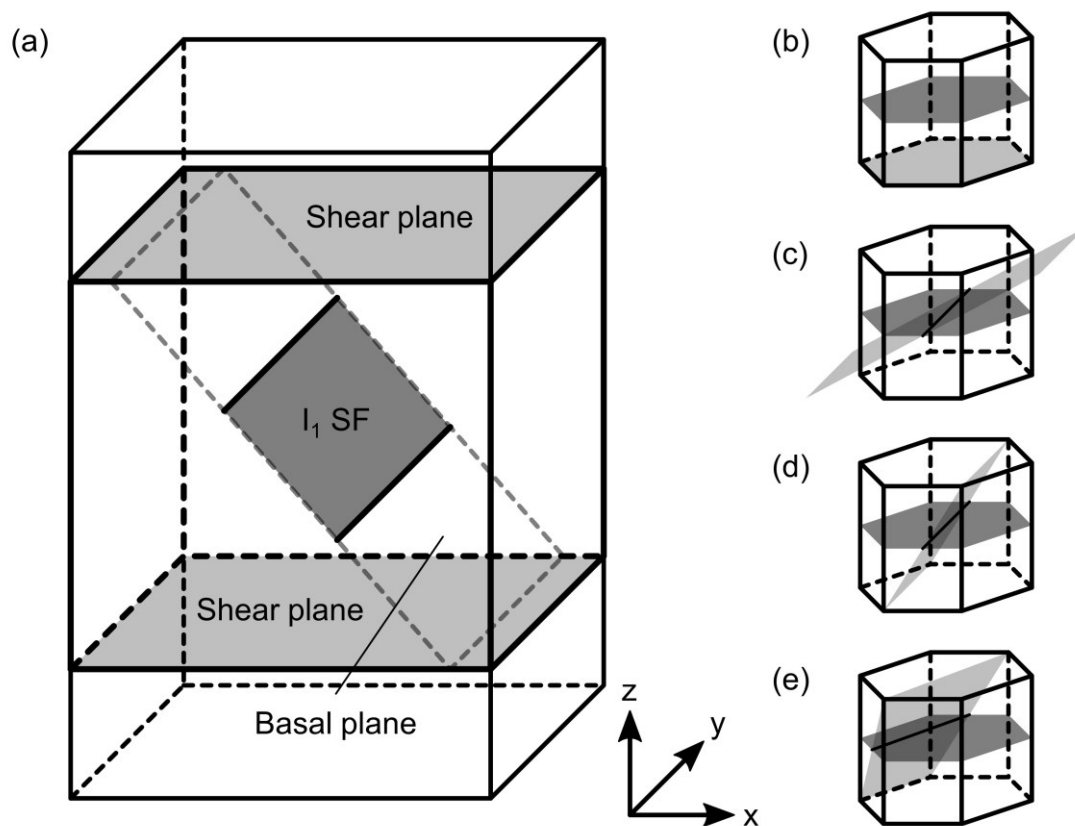 (a)
Shear plane
I₁ SF
Shear plane
Basal plane
z
y
x
(b)
(c)
(d)
(e)